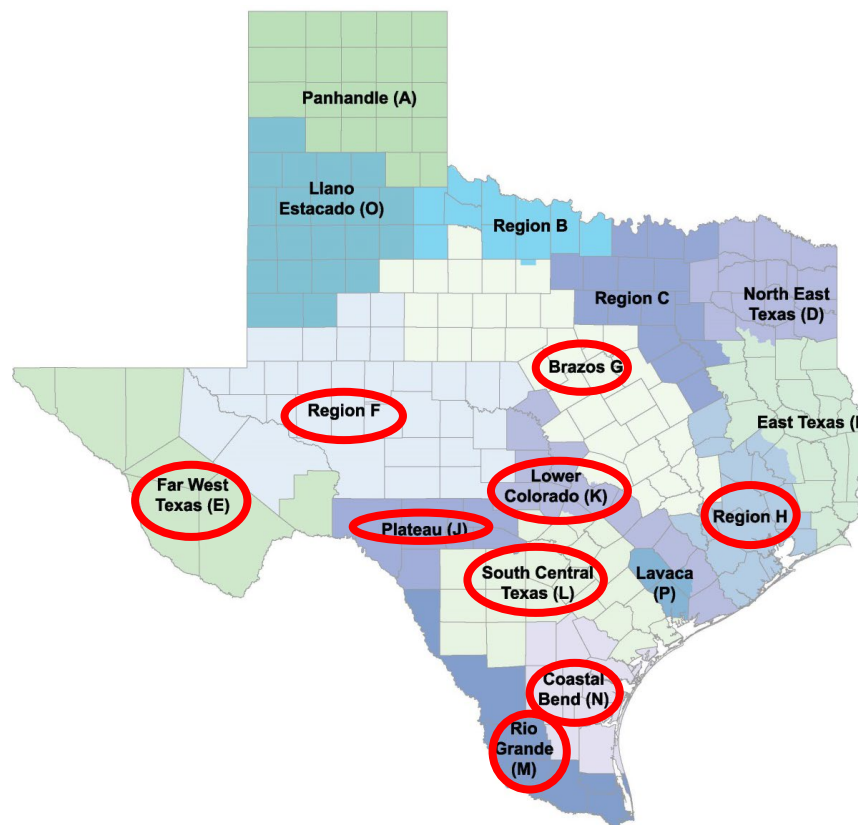 Panhandle (A)
Llano
Estacado (O)
Region B
Region C
North East
Texas (D)
Brazos G
Region F
East Texas (
Far West
Texas (E)
Lower
Colorado (K)
Region H
Plateau (J)
South Central
Texas (L)
Lavaca
(P)
Coastal
Bend (N)
Rio
Grande
(M)